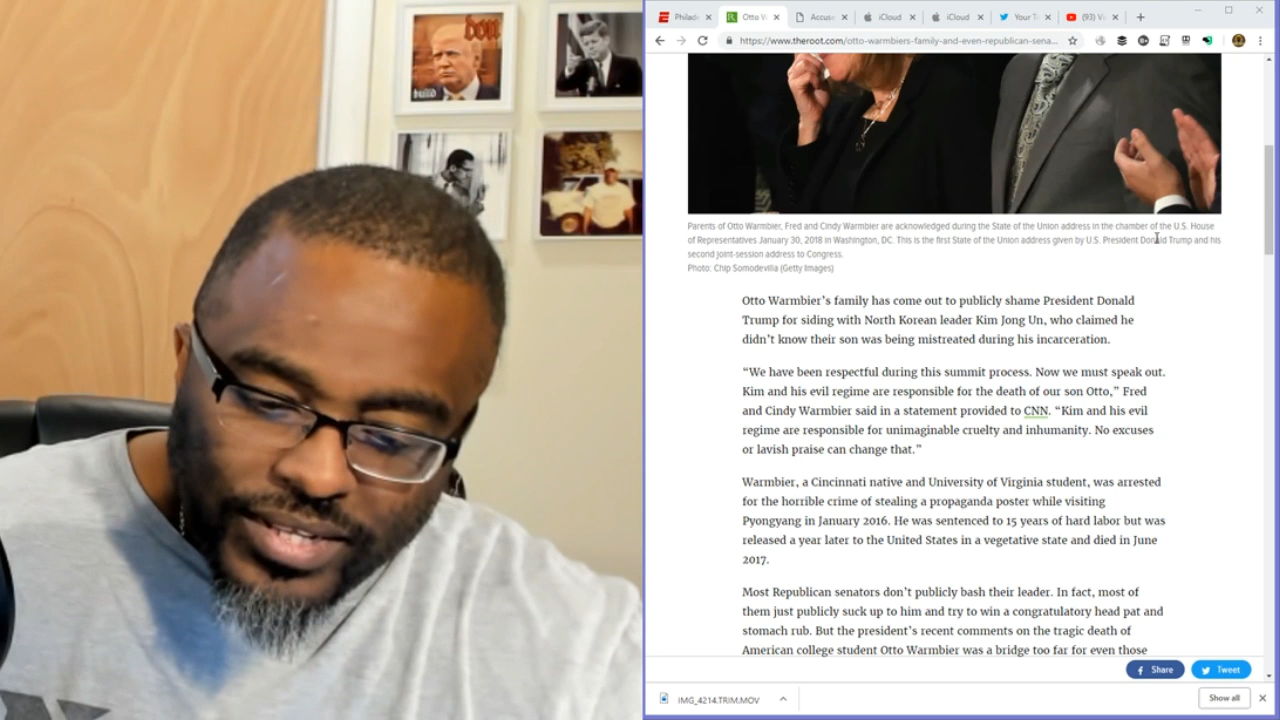 don
build
Philad
Otto W
Accuse
iCloud
iCloud
Your T
(93) Vi
https://www.theroot.com/otto-warmbiers-family-and-even-republican-sena...
Parents of Otto Warmbier, Fred and Cindy Warmbier are acknowledged during the State of the Union address in the chamber of the U.S. House
of Representatives January 30, 2018 in Washington, DC. This is the first State of the Union address given by U.S. President Donald Trump and his
second joint-session address to Congress.
Photo: Chip Somodevilla (Getty Images)
Otto Warmbier’s family has come out to publicly shame President Donald
Trump for siding with North Korean leader Kim Jong Un, who claimed he
didn’t know their son was being mistreated during his incarceration.
“We have been respectful during this summit process. Now we must speak out.
Kim and his evil regime are responsible for the death of our son Otto,” Fred
and Cindy Warmbier said in a statement provided to CNN. “Kim and his evil
regime are responsible for unimaginable cruelty and inhumanity. No excuses
or lavish praise can change that.”
Warmbier, a Cincinnati native and University of Virginia student, was arrested
for the horrible crime of stealing a propaganda poster while visiting
Pyongyang in January 2016. He was sentenced to 15 years of hard labor but was
released a year later to the United States in a vegetative state and died in June
2017.
Most Republican senators don’t publicly bash their leader. In fact, most of
them just publicly suck up to him and try to win a congratulatory head pat and
stomach rub. But the president’s recent comments on the tragic death of
American college student Otto Warmbier was a bridge too far for even those
Share
Tweet
IMG_4214.TRIM.MOV
Show all